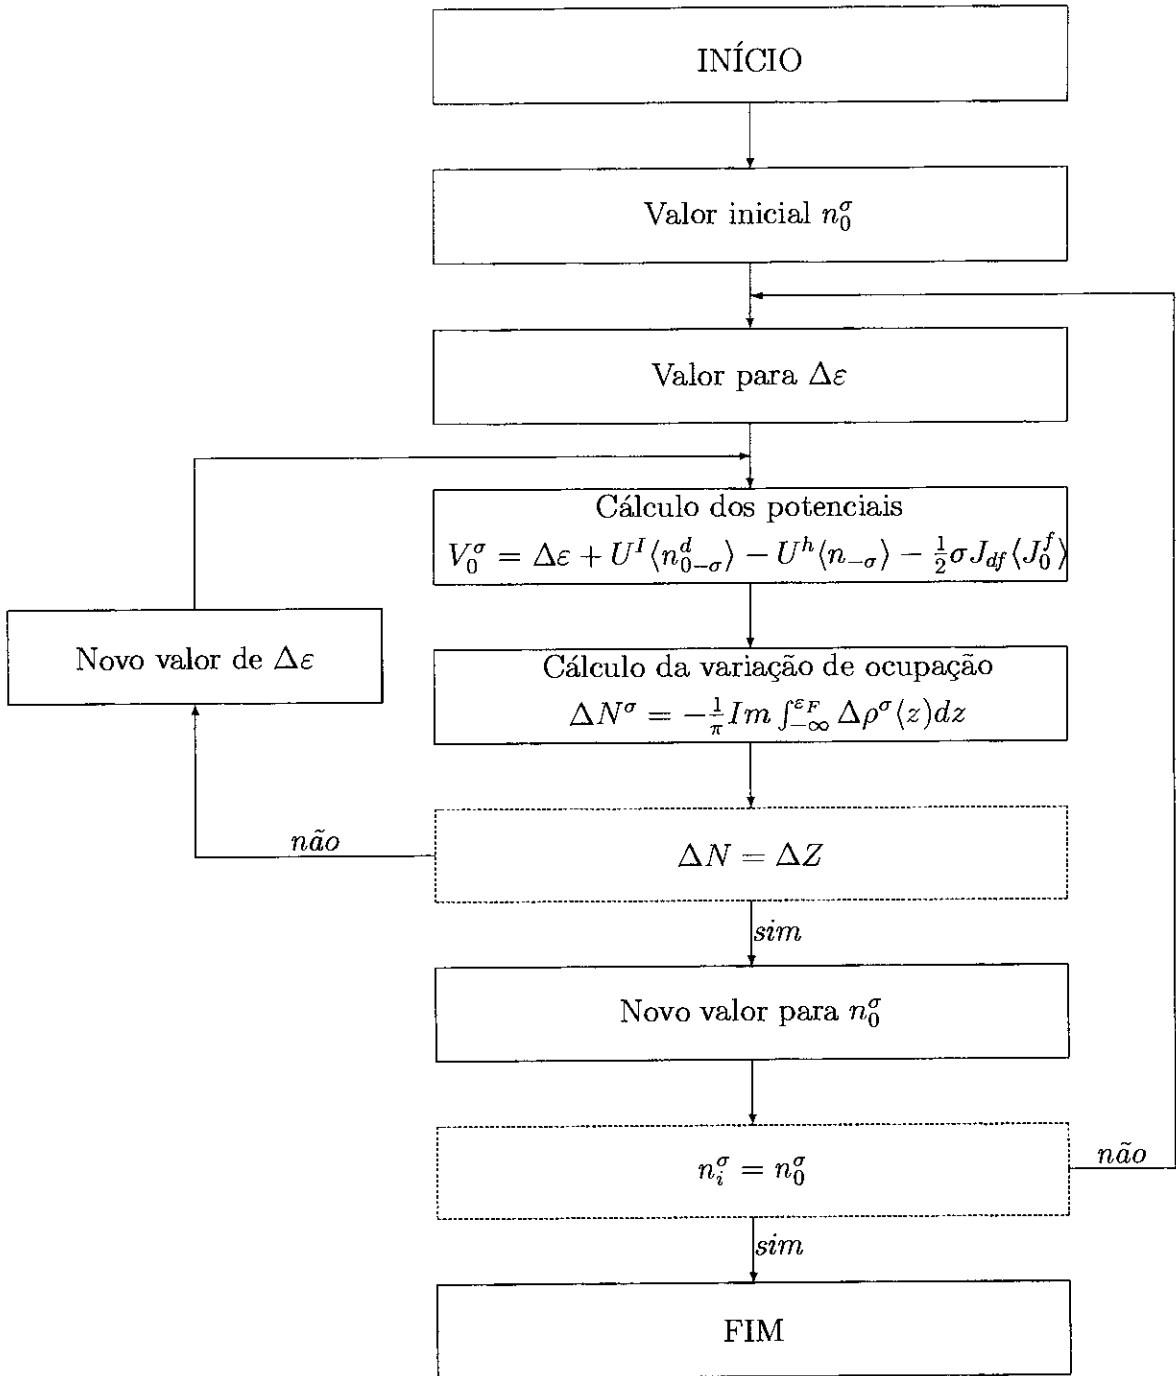 INÍCIO
Valor inicial $n_0^\sigma$
Valor para $\Delta\varepsilon$
Cálculo dos potenciais
$V_0^\sigma = \Delta\varepsilon + U^I \langle n_{0-\sigma}^d \rangle - U^h \langle n_{-\sigma} \rangle - \frac{1}{2}\sigma J_{df} \langle J_0^f \rangle$
Novo valor de $\Delta\varepsilon$
Cálculo da variação de ocupação
$\Delta N^\sigma = -\frac{1}{\pi} Im \int_{-\infty}^{\varepsilon_F} \Delta\rho^\sigma \langle z) dz$
não
$\Delta N = \Delta Z$
sim
Novo valor para $n_0^\sigma$
$n_i^\sigma = n_0^\sigma$
não
sim
FIM